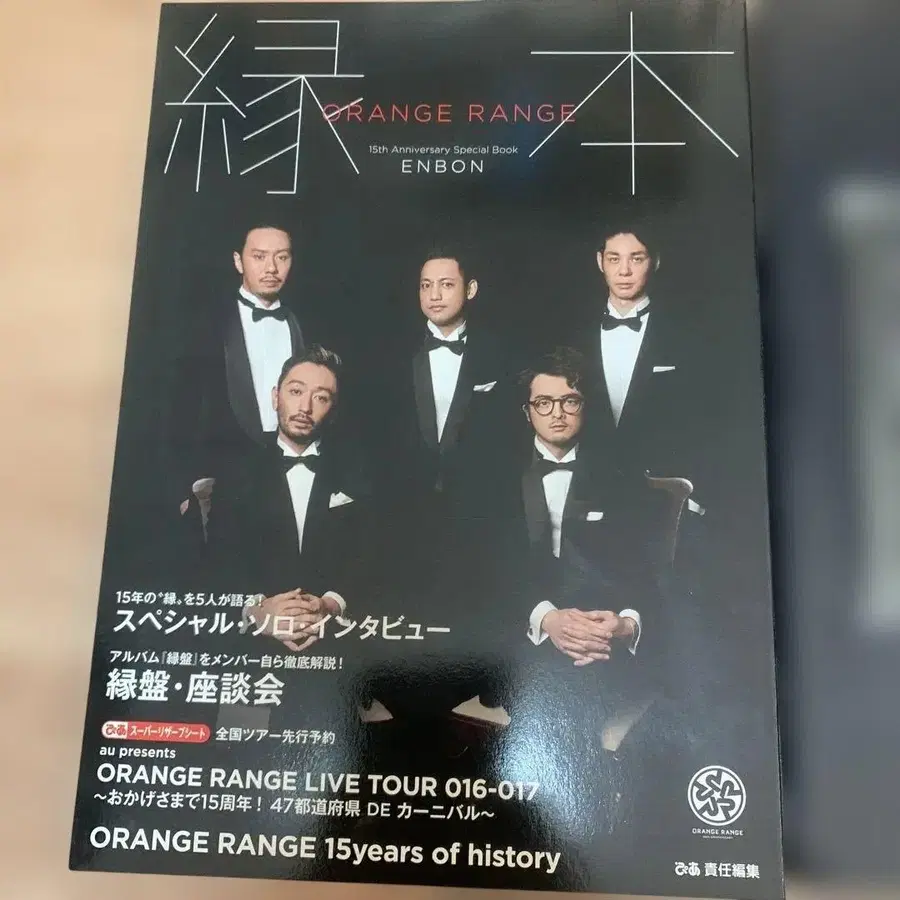 縁本
ORANGE RANGE
15th Anniversary Special Book
ENBON
15年の〝縁〟を5人が語る!
スペシャル・ソロ・インタビュー
アルバム『縁盤』をメンバー自ら徹底解説!
縁盤・座談会
ぴあ スーパーリザーブシート 全国ツアー先行予約
au presents
ORANGE RANGE LIVE TOUR 016-017
〜おかげさまで15周年! 47都道府県 DE カーニバル〜
ORANGE RANGE 15years of history
ORANGE RANGE
ぴあ 責任編集